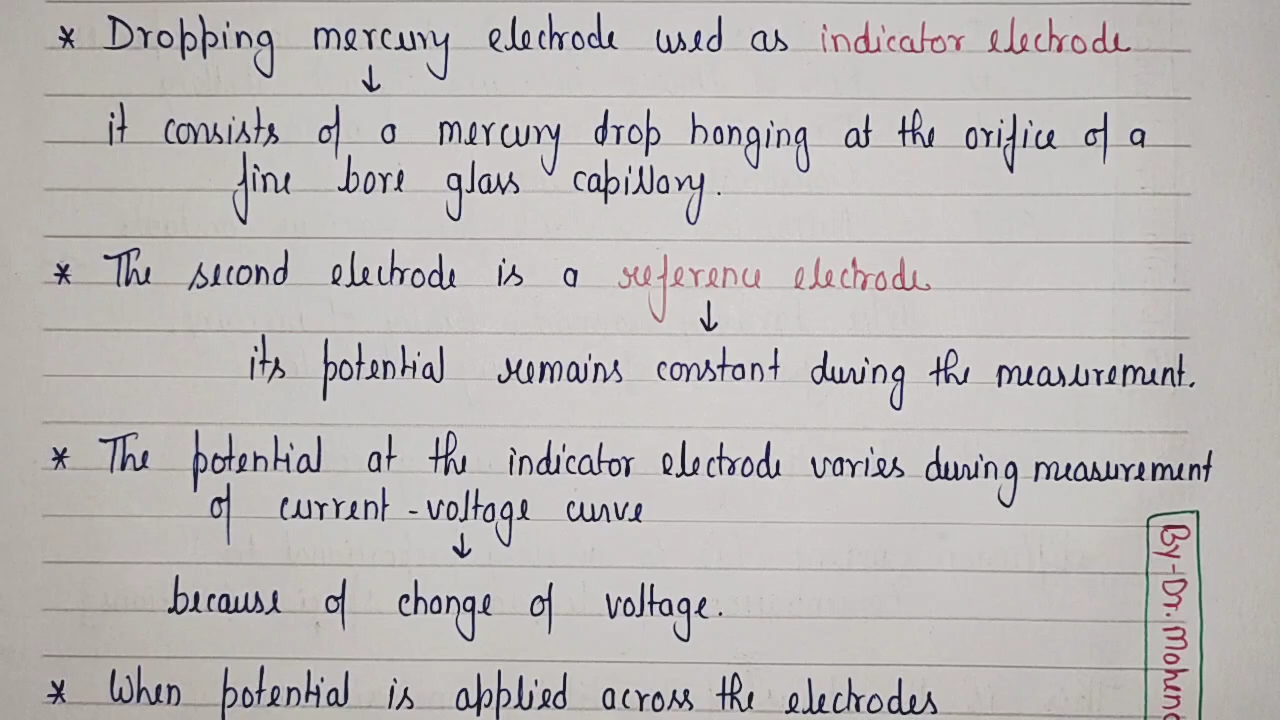 * Dropping mercury electrode used as indicator electrode
↓
it consists of a mercury drop hanging at the orifice of a
fine bore glass capillary.
* The second electrode is a reference electrode
↓
its potential remains constant during the measurement.
* The potential at the indicator electrode varies during measurement
of current-voltage curve
↓
because of change of voltage.
* When potential is applied across the electrodes
By-Dr. Mohend